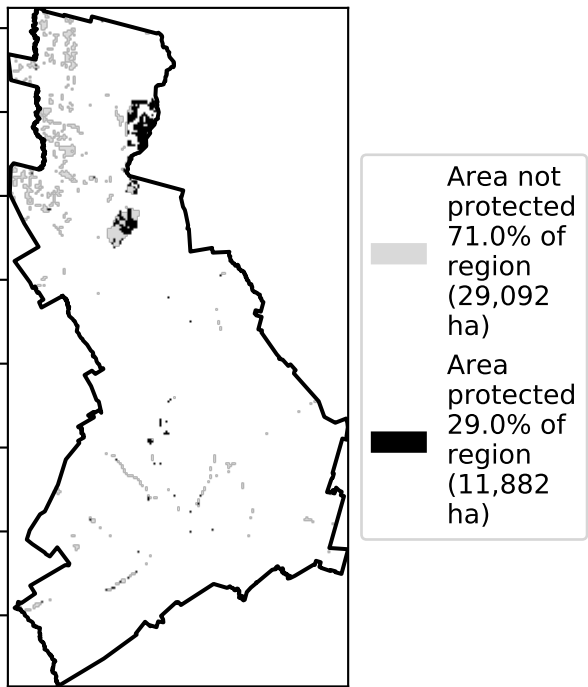 Area not
protected
71.0% of
region
(29,092
ha)
Area
protected
29.0% of
region
(11,882
ha)